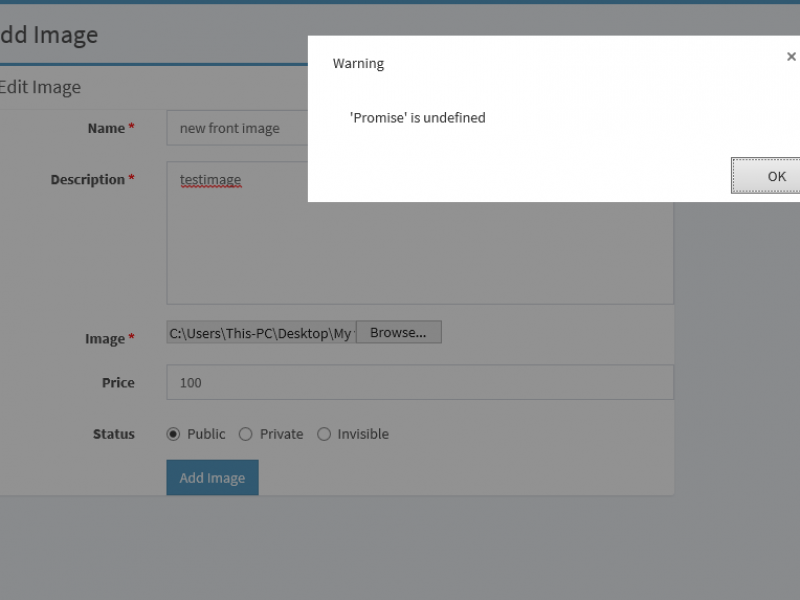 dd Image
Edit Image
Warning
×
'Promise' is undefined
OK
Name *
new front image
Description *
testimage
Image *
C:\Users\This-PC\Desktop\My
Browse...
Price
100
Status
Public
Private
Invisible
Add Image